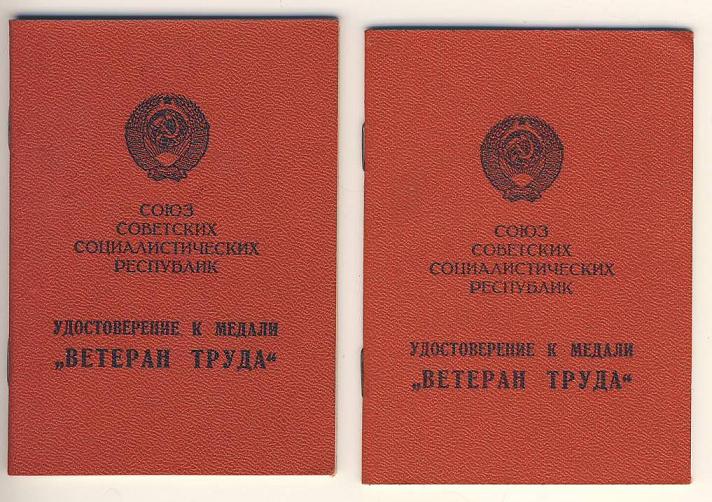 СОЮЗ
СОВЕТСКИХ
СОЦИАЛИСТИЧЕСКИХ
РЕСПУБЛИК
УДОСТОВЕРЕНИЕ К МЕДАЛИ
„ВЕТЕРАН ТРУДА“
СОЮЗ
СОВЕТСКИХ
СОЦИАЛИСТИЧЕСКИХ
РЕСПУБЛИК
УДОСТОВЕРЕНИЕ К МЕДАЛИ
„ВЕТЕРАН ТРУДА“